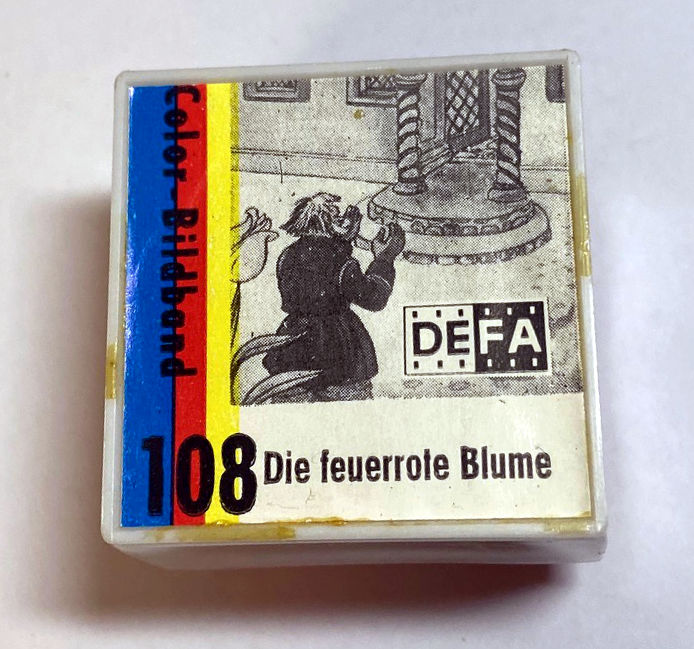 Color-Bildband
DEFA
108 Die feuerrote Blume